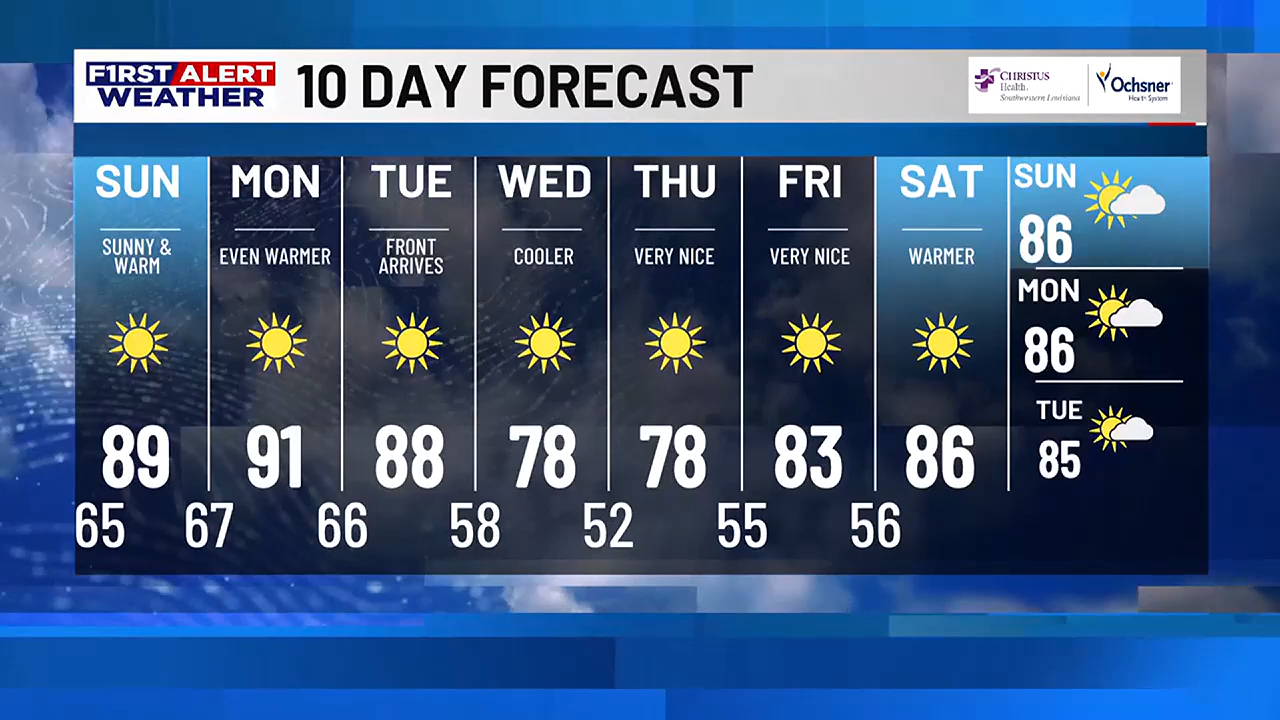 F1RST ALERT
WEATHER
10 DAY FORECAST
CHRISTUS
Health.
Southwestern Louisiana
Ochsner
Health System
SUN
SUNNY &
WARM
89
MON
EVEN WARMER
91
TUE
FRONT
ARRIVES
88
WED
COOLER
78
THU
VERY NICE
78
FRI
VERY NICE
83
SAT
WARMER
86
SUN
86
MON
86
TUE
85
65 67 66 58 52 55 56